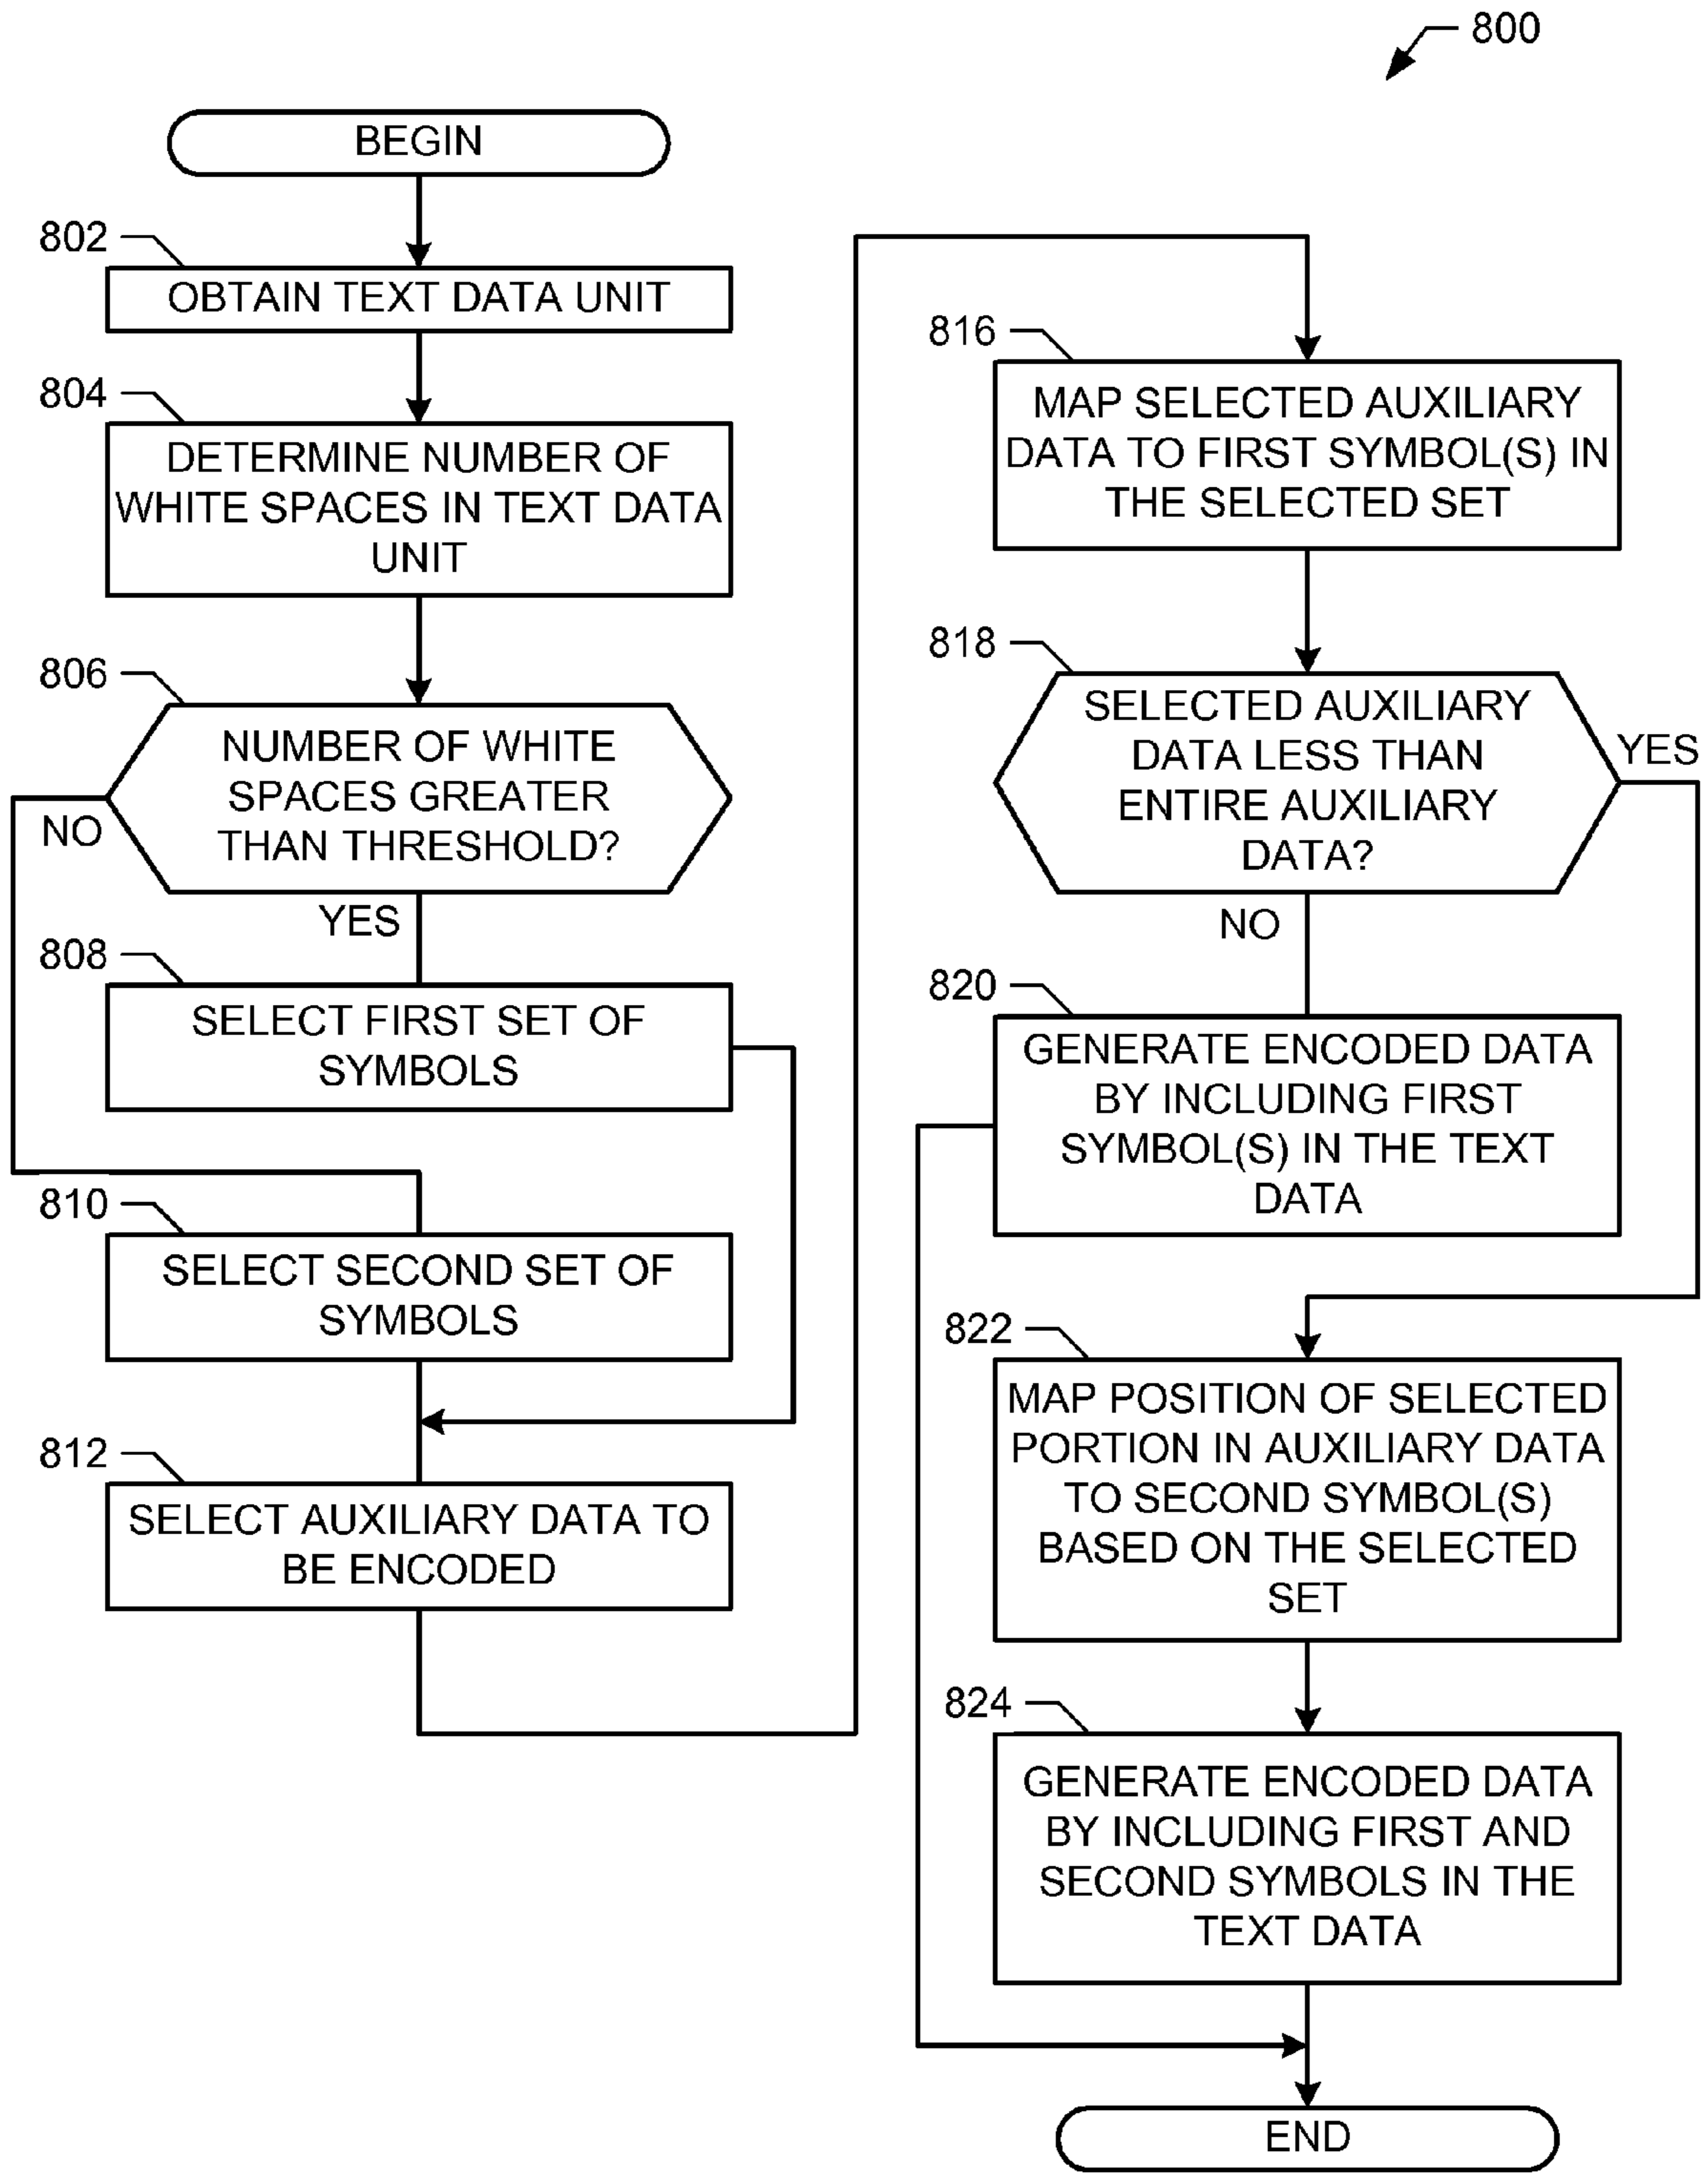 800
BEGIN
802
OBTAIN TEXT DATA UNIT
804
DETERMINE NUMBER OF
WHITE SPACES IN TEXT DATA
UNIT
806
NUMBER OF WHITE
SPACES GREATER
THAN THRESHOLD?
NO
YES
808
SELECT FIRST SET OF
SYMBOLS
810
SELECT SECOND SET OF
SYMBOLS
812
SELECT AUXILIARY DATA TO
BE ENCODED
816
MAP SELECTED AUXILIARY
DATA TO FIRST SYMBOL(S) IN
THE SELECTED SET
818
SELECTED AUXILIARY
DATA LESS THAN
ENTIRE AUXILIARY
DATA?
YES
NO
820
GENERATE ENCODED DATA
BY INCLUDING FIRST
SYMBOL(S) IN THE TEXT
DATA
822
MAP POSITION OF SELECTED
PORTION IN AUXILIARY DATA
TO SECOND SYMBOL(S)
BASED ON THE SELECTED
SET
824
GENERATE ENCODED DATA
BY INCLUDING FIRST AND
SECOND SYMBOLS IN THE
TEXT DATA
END